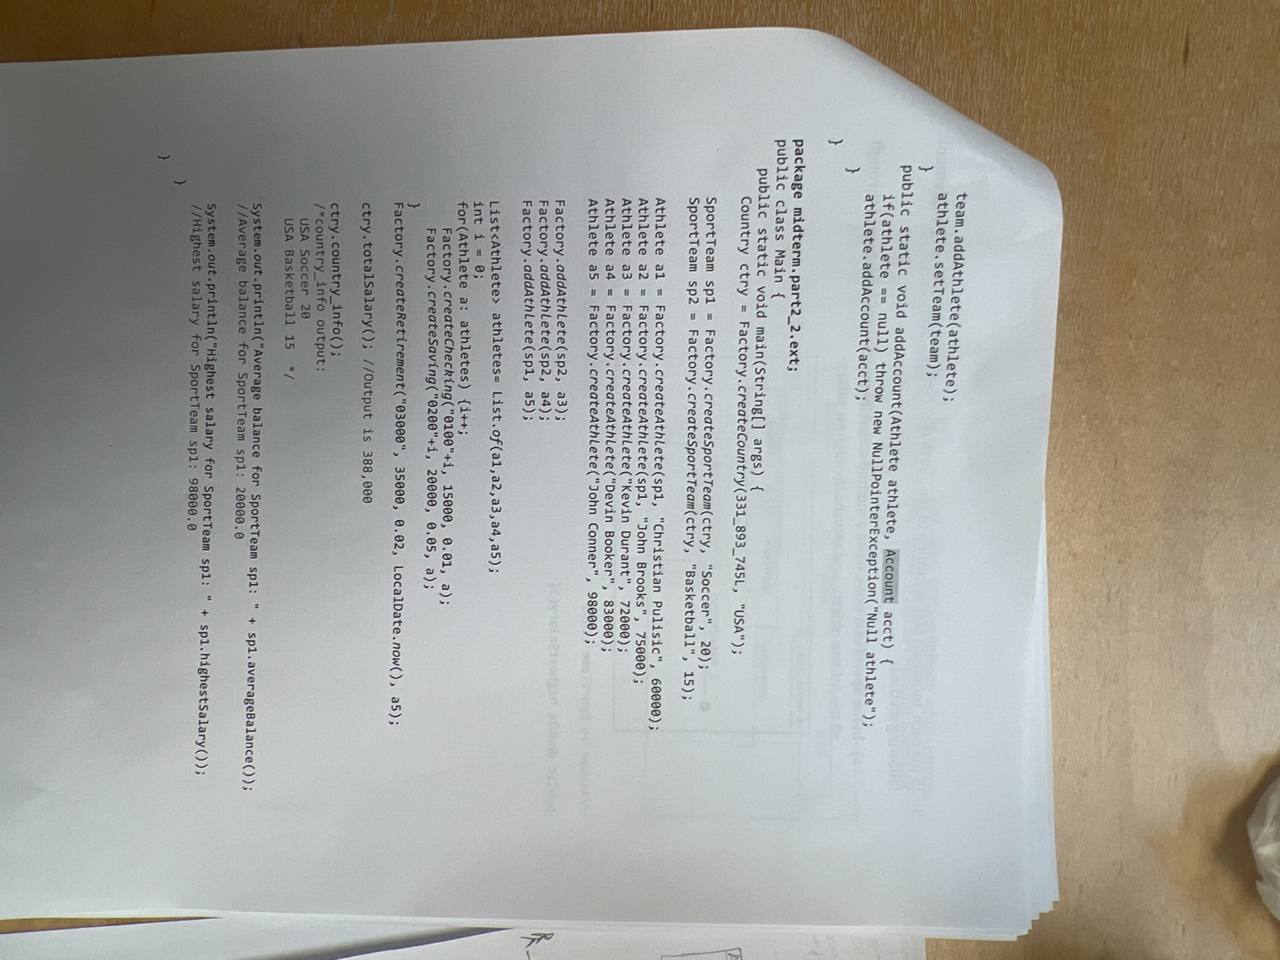 team.addAthlete(athlete);
athlete.setTeam(team);
}
public static void addAccount(Athlete athlete, Account acct) {
if(athlete == null) throw new NullPointerException("Null athlete");
athlete.addAccount(acct);
}
}
package midterm.part2_2.ext;
public class Main {
public static void main(String[] args) {
Country ctry = Factory.createCountry(331_893_745L, "USA");
SportTeam sp1 = Factory.createSportTeam(ctry, "Soccer", 20);
SportTeam sp2 = Factory.createSportTeam(ctry, "Basketball", 15);
Athlete a1 = Factory.createAthlete(sp1, "Christian Pulisic", 60000);
Athlete a2 = Factory.createAthlete(sp1, "John Brooks", 75000);
Athlete a3 = Factory.createAthlete("Kevin Durant", 72000);
Athlete a4 = Factory.createAthlete("Devin Booker", 83000);
Athlete a5 = Factory.createAthlete("John Conner", 98000);
Factory.addAthlete(sp2, a3);
Factory.addAthlete(sp2, a4);
Factory.addAthlete(sp1, a5);
List<Athlete> athletes= List.of(a1,a2,a3,a4,a5);
int i = 0;
for(Athlete a: athletes) {i++;
Factory.createChecking("0100"+i, 15000, 0.01, a);
Factory.createSaving("0200"+i, 20000, 0.05, a);
}
Factory.createRetirement("03000", 35000, 0.02, LocalDate.now(), a5);
ctry.totalSalary(); //Output is 388,000
ctry.country_info();
/*country_info output:
USA Soccer 20
USA Basketball 15 */
System.out.println("Average balance for SportTeam sp1: " + sp1.averageBalance());
//Average balance for SportTeam sp1: 20000.0
System.out.println("Highest salary for SportTeam sp1: " + sp1.highestSalary());
//Highest salary for SportTeam sp1: 98000.0
}
}